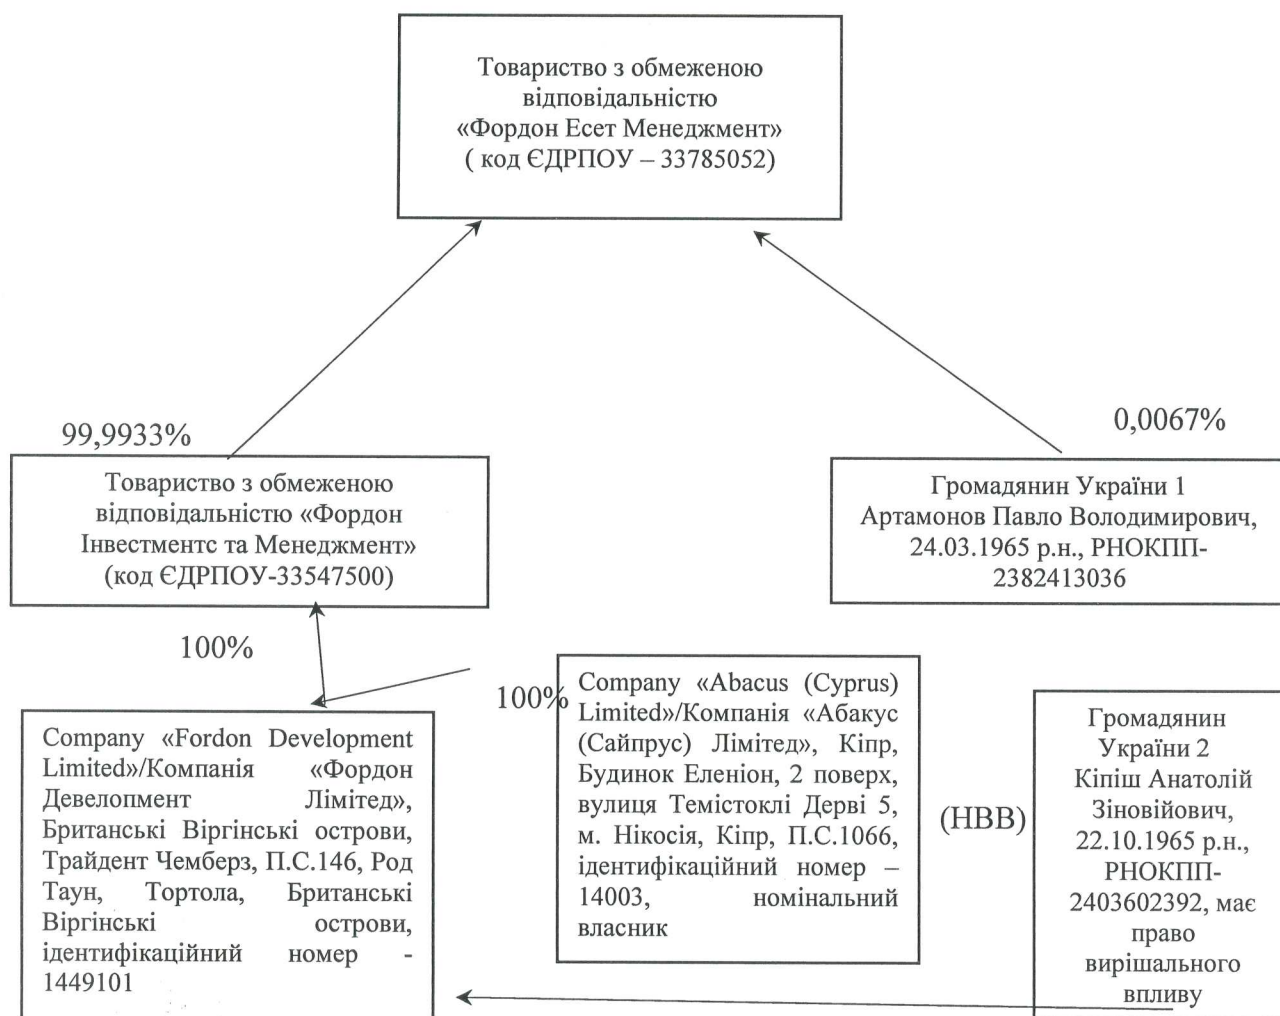 Товариство з обмеженою
відповідальністю
«Фордон Есет Менеджмент»
( код ЄДРПОУ – 33785052)
99,9933%
0,0067%
Товариство з обмеженою
відповідальністю «Фордон
Інвестментс та Менеджмент»
(код ЄДРПОУ-33547500)
Громадянин України 1
Артамонов Павло Володимирович,
24.03.1965 р.н., РНОКПП-
2382413036
100%
100%
Company «Fordon Development
Limited»/Компанія «Фордон
Девелопмент Лімітед»,
Британські Віргінські острови,
Трайдент Чемберз, П.С.146, Род
Таун, Тортола, Британські
Віргінські острови,
ідентифікаційний номер -
1449101
Company «Abacus (Cyprus)
Limited»/Компанія «Абакус
(Сайпрус) Лімітед», Кіпр,
Будинок Еленіон, 2 поверх,
вулиця Темістоклі Дерві 5,
м. Нікосія, Кіпр, П.С.1066,
ідентифікаційний номер –
14003, номінальний
власник
(НВВ)
Громадянин
України 2
Кіпіш Анатолій
Зіновійович,
22.10.1965 р.н.,
РНОКПП-
2403602392, має
право
вирішального
впливу